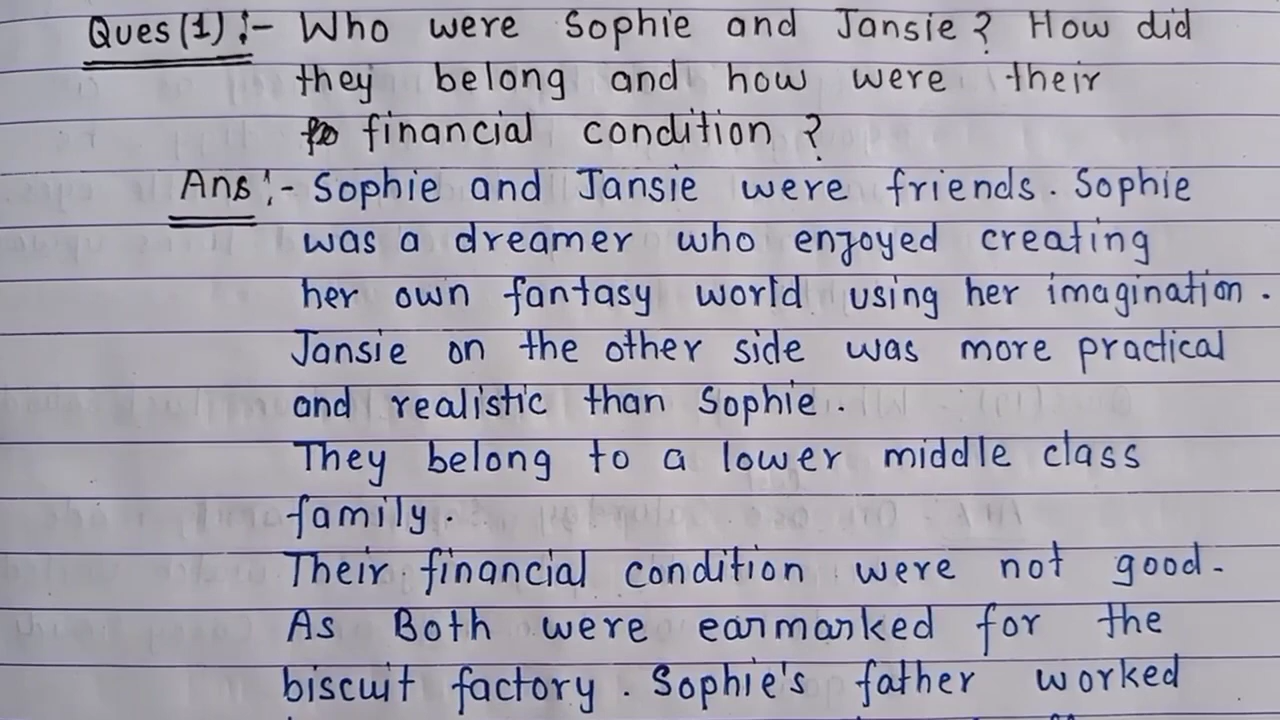 Ques (1) :- Who were Sophie and Jansie? How did
they belong and how were their
financial condition ?
Ans :- Sophie and Jansie were friends. Sophie
was a dreamer who enjoyed creating
her own fantasy world using her imagination.
Jansie on the other side was more practical
and realistic than Sophie.
They belong to a lower middle class
family.
Their financial condition were not good.
As Both were earmarked for the
biscuit factory. Sophie's father worked